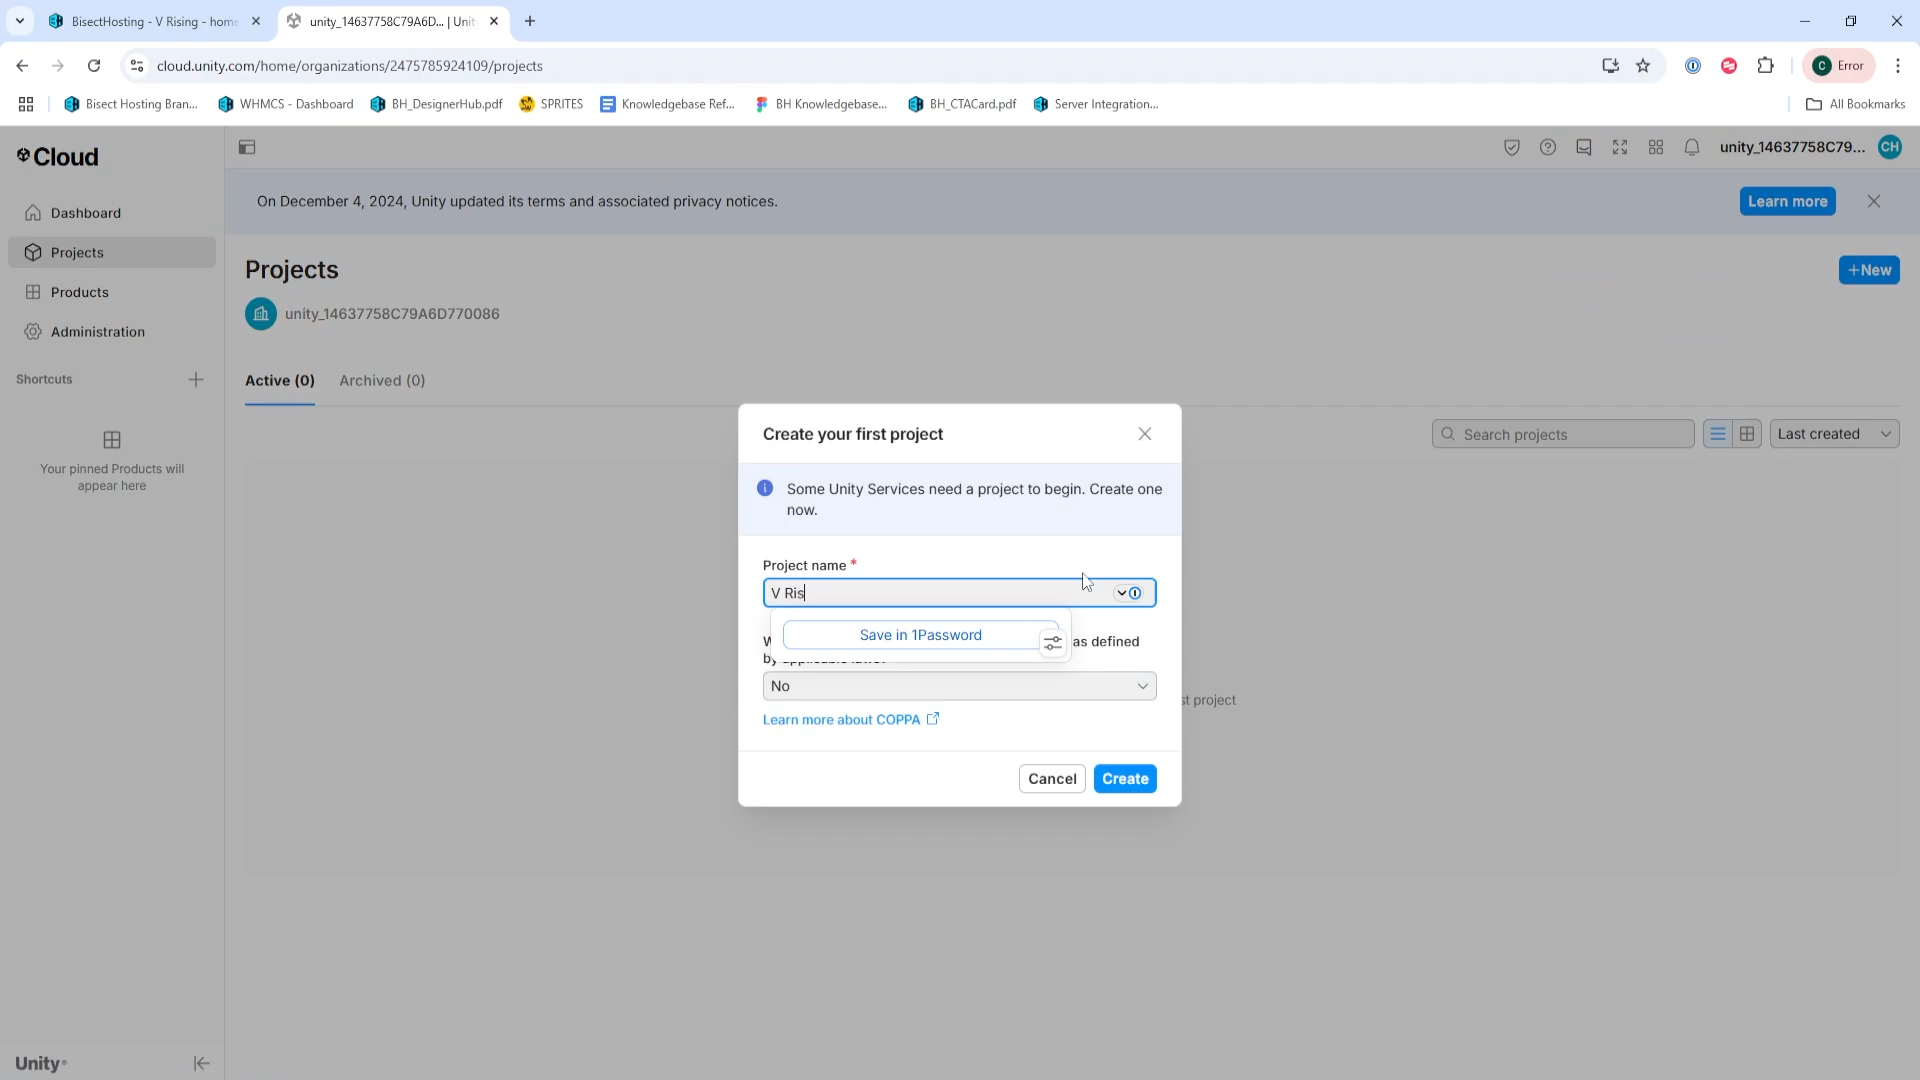 BisectHosting - V Rising - hom
unity_14637758C79A6D... | Unit
cloud.unity.com/home/organizations/2475785924109/projects
C Error
Bisect Hosting Bran...
WHMCS - Dashboard
BH_DesignerHub.pdf
SPRITES
Knowledgebase Ref...
BH Knowledgebase...
BH_CTACard.pdf
Server Integration...
All Bookmarks
Cloud
unity_14637758C79...
CH
Dashboard
Projects
Products
Administration
Shortcuts
Your pinned Products will
appear here
On December 4, 2024, Unity updated its terms and associated privacy notices.
Learn more
Projects
+New
unity_14637758C79A6D770086
Active (0)
Archived (0)
Search projects
Last created
Create your first project
Some Unity Services need a project to begin. Create one
now.
Project name *
V Ris
Save in 1Password
as defined
by
No
Learn more about COPPA
st project
Cancel
Create
Unity®